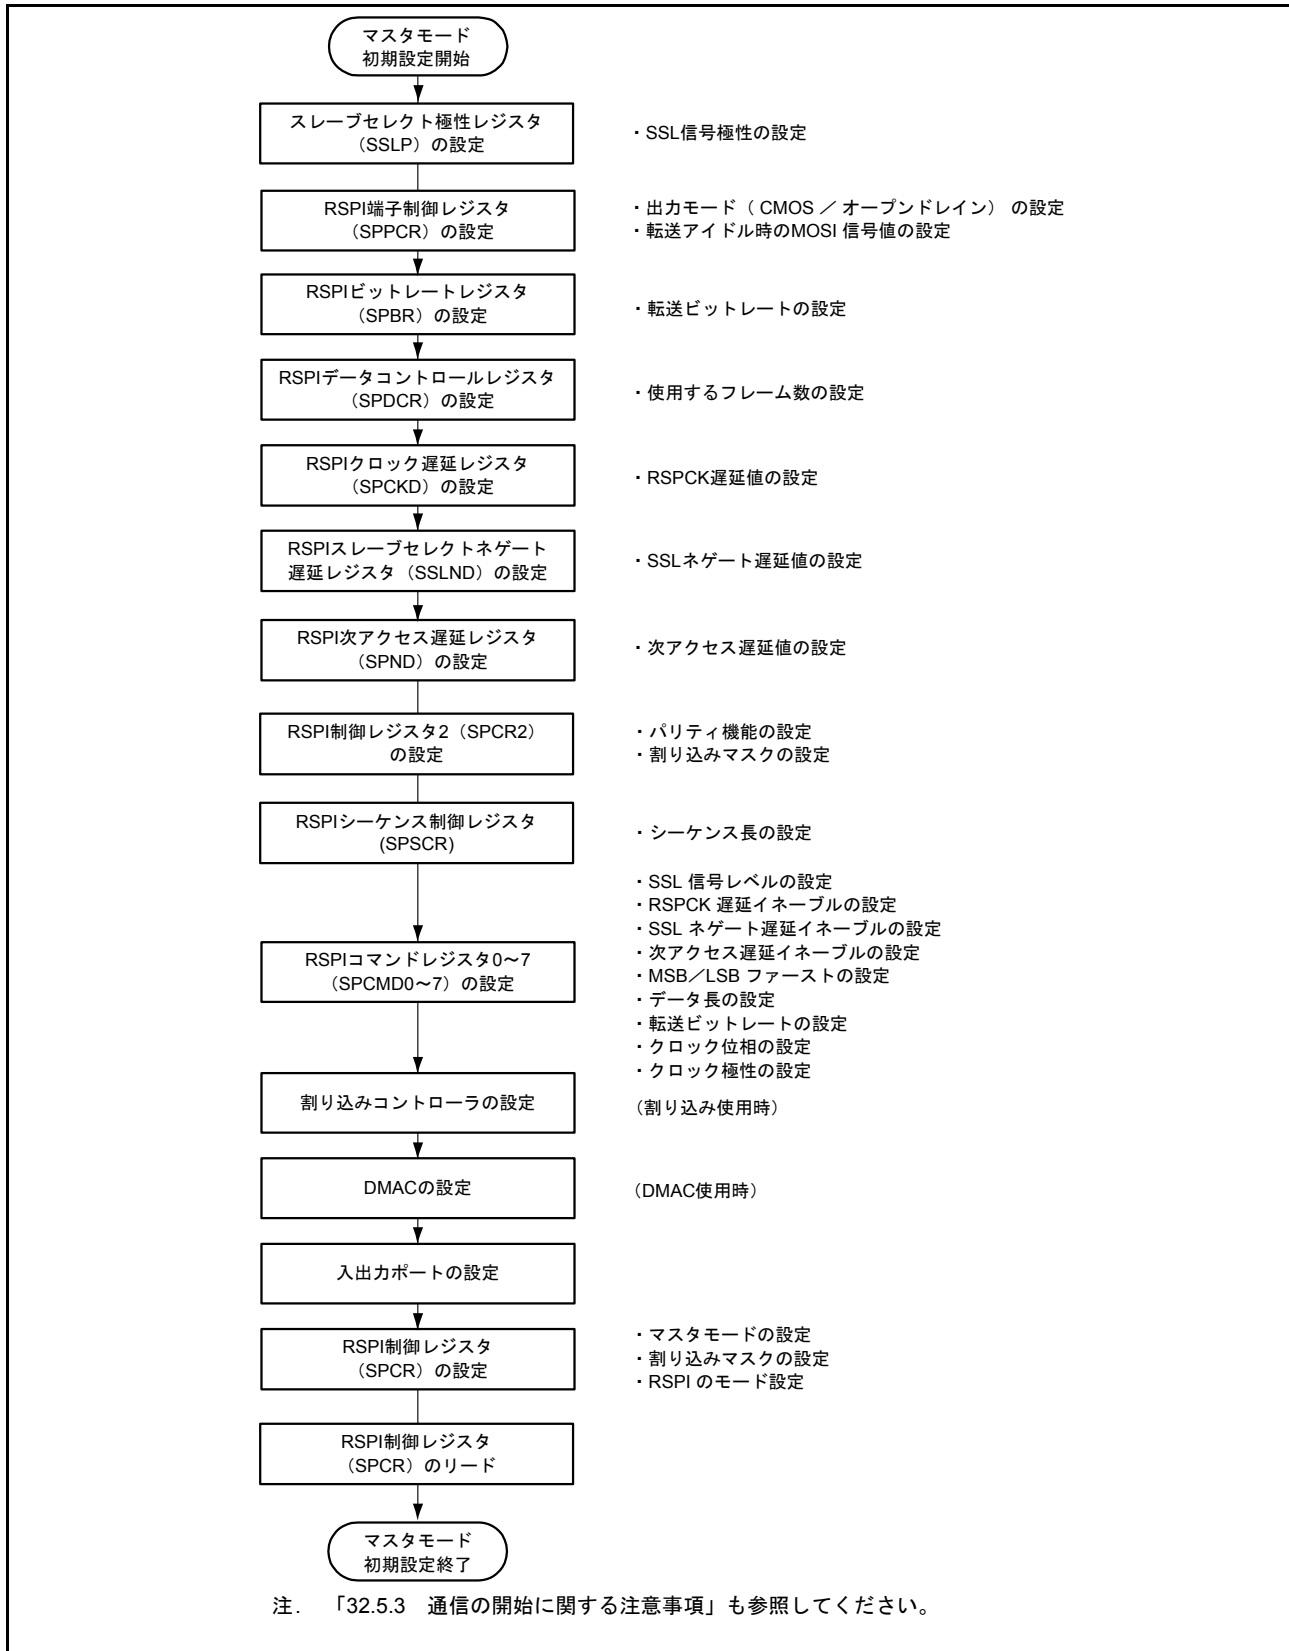 マスタモード
初期設定開始
スレーブセレクト極性レジスタ
（SSLP）の設定
・SSL信号極性の設定
RSPI端子制御レジスタ
（SPPCR）の設定
・出力モード（ CMOS ／ オープンドレイン） の設定
・転送アイドル時のMOSI 信号値の設定
RSPIビットレートレジスタ
（SPBR）の設定
・転送ビットレートの設定
RSPIデータコントロールレジスタ
（SPDCR）の設定
・使用するフレーム数の設定
RSPIクロック遅延レジスタ
（SPCKD）の設定
・RSPCK遅延値の設定
RSPIスレーブセレクトネゲート
遅延レジスタ（SSLND）の設定
・SSLネゲート遅延値の設定
RSPI次アクセス遅延レジスタ
（SPND）の設定
・次アクセス遅延値の設定
RSPI制御レジスタ2（SPCR2）
の設定
・パリティ機能の設定
・割り込みマスクの設定
RSPIシーケンス制御レジスタ
(SPSCR)
・シーケンス長の設定
RSPIコマンドレジスタ0～7
（SPCMD0～7）の設定
・SSL 信号レベルの設定
・RSPCK 遅延イネーブルの設定
・SSL ネゲート遅延イネーブルの設定
・次アクセス遅延イネーブルの設定
・MSB／LSB ファーストの設定
・データ長の設定
・転送ビットレートの設定
・クロック位相の設定
・クロック極性の設定
割り込みコントローラの設定
（割り込み使用時）
DMACの設定
（DMAC使用時）
入出力ポートの設定
RSPI制御レジスタ
（SPCR）の設定
・マスタモードの設定
・割り込みマスクの設定
・RSPI のモード設定
RSPI制御レジスタ
（SPCR）のリード
マスタモード
初期設定終了
注． 「32.5.3 通信の開始に関する注意事項」も参照してください。